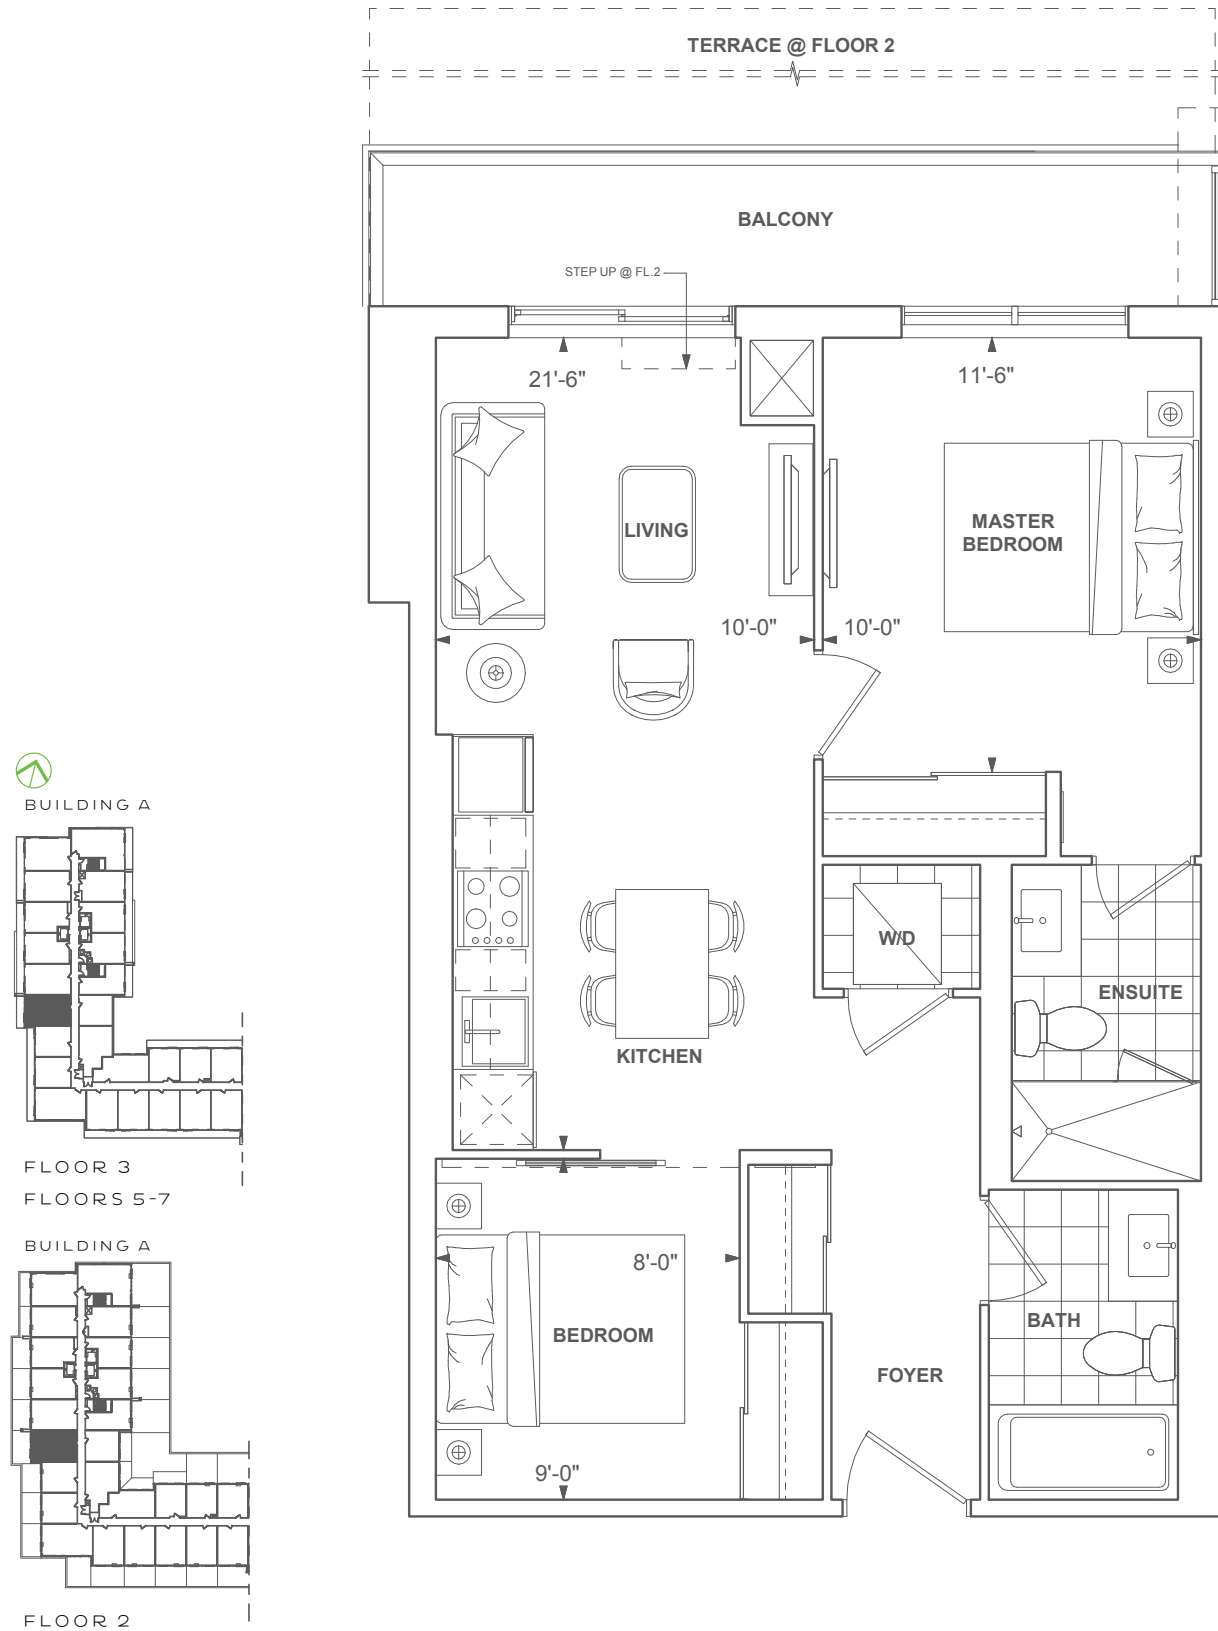 TERRACE @ FLOOR 2
BALCONY
STEP UP @ FL.2
21'-6"
11'-6"
LIVING
MASTER
BEDROOM
10'-0"
10'-0"
BUILDING A
W/D
ENSUITE
KITCHEN
FLOOR 3
FLOORS 5-7
BUILDING A
8'-0"
BEDROOM
BATH
FOYER
9'-0"
FLOOR 2